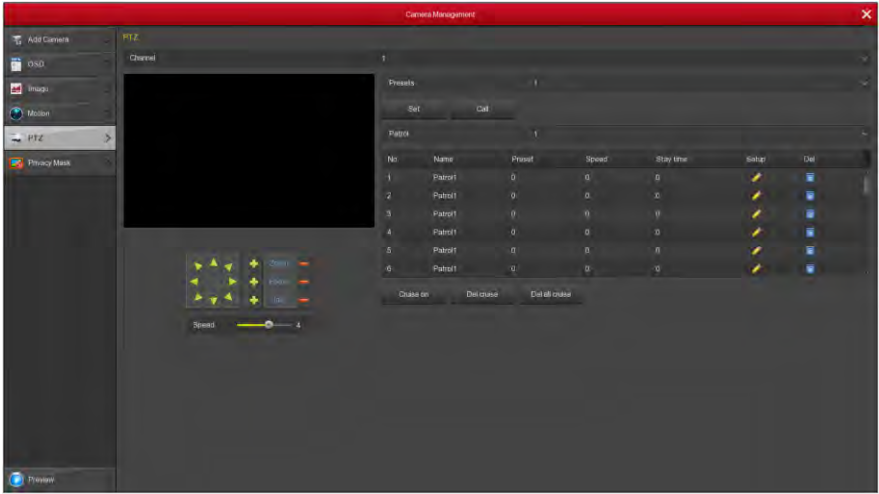 Camera Management
Add Camera
OSD
Image
Motion
PTZ
Privacy Mask
Preview
PTZ
Channel 1
Presets 1
Set Call
Patrol 1
No Name Preset Speed Stay time Setup Del
1 Patrol1 0 0 0
2 Patrol1 0 0 0
3 Patrol1 0 0 0
4 Patrol1 0 0 0
5 Patrol1 0 0 0
6 Patrol1 0 0 0
Cruise on Del cruise Del all cruise
Speed 4